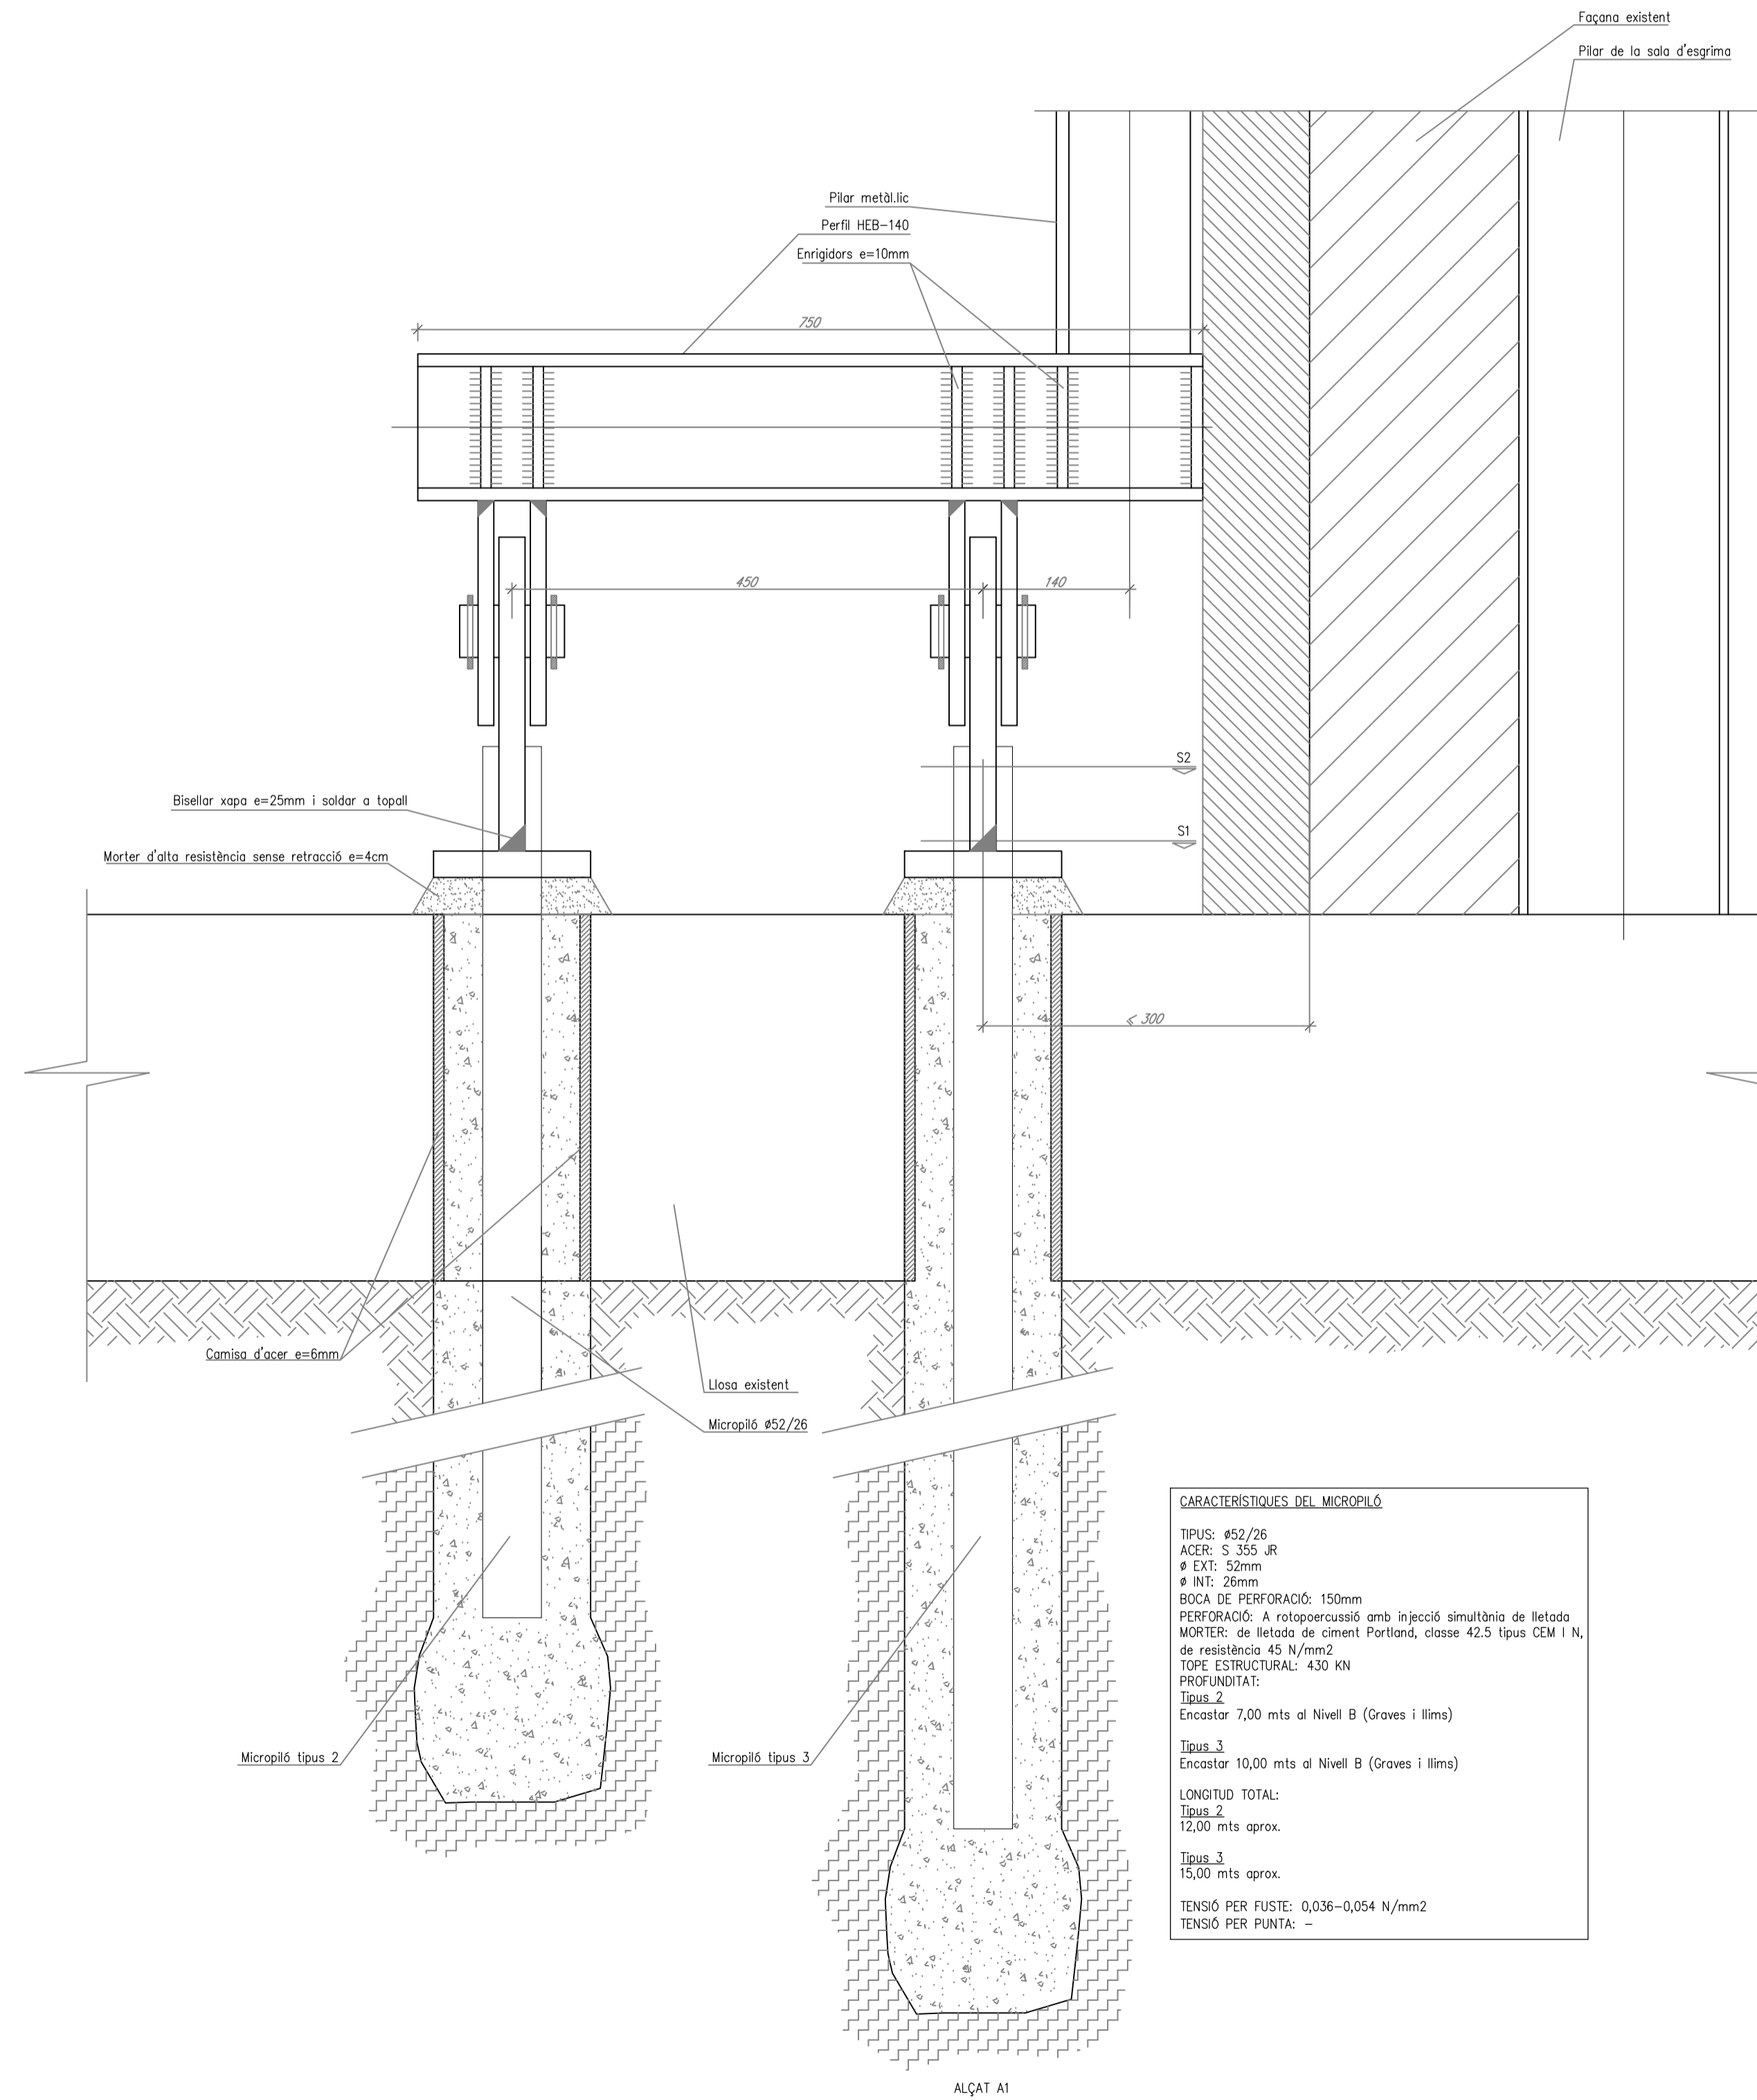 Façana existent
Pilar de la sala d'esgrima
Pilar metàl.lic
Perfil HEB-140
Enrigidors e=10mm
750
450
140
S2
Bisellar xapa e=25mm i soldar a topall
S1
Morter d'alta resistència sense retracció e=4cm
≤ 300
Camisa d'acer e=6mm
Llosa existent
Micropiló ø52/26
CARACTERÍSTIQUES DEL MICROPILÓ
TIPUS: ø52/26
ACER: S 355 JR
ø EXT: 52mm
ø INT: 26mm
BOCA DE PERFORACIÓ: 150mm
PERFORACIÓ: A rotopoercussió amb injecció simultània de lletada
MORTER: de lletada de ciment Portland, classe 42.5 tipus CEM I N,
de resistència 45 N/mm2
TOPE ESTRUCTURAL: 430 KN
PROFUNDITAT:
Tipus 2
Encastar 7,00 mts al Nivell B (Graves i llims)
Tipus 3
Encastar 10,00 mts al Nivell B (Graves i llims)
LONGITUD TOTAL:
Tipus 2
12,00 mts aprox.
Tipus 3
15,00 mts aprox.
TENSIÓ PER FUSTE: 0,036-0,054 N/mm2
TENSIÓ PER PUNTA: -
Micropiló tipus 2
Micropiló tipus 3
ALÇAT A1